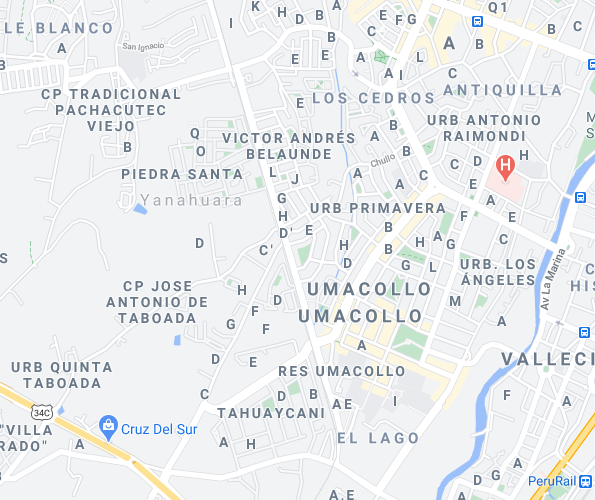 K
H
D
B
I
C
E
F
G
Q1
LE BLANCO
A
San Ignacio
A
B
E
E
A
A
I
L
C
C
B
A
CP TRADICIONAL
PACHACUTEC
VIEJO
E
LOS CEDROS
ANTIQUILLA
URB ANTONIO
RAIMONDI
M
S
Q
O
B
VICTOR ANDRÉS
BELAUNDE
A
B
B
A
Chullo
C
D
H
H
PIEDRA SANTA
L
J
A
A
C
E
Yanahuara
G
H
D'
URB PRIMAVERA
F
A
E
D
C'
E
H
B
B
H
A
G
C
S
D
G
L
URB. LOS
ÁNGELES
Av La Marina
C
HIS
CP JOSE
ANTONIO DE
TABOADA
H
D
F
G
F
UMACOLLO
UMACOLLO
M
A
A
D
E
A
VALLECI
URB QUINTA
TABOADA
RES UMACOLLO
C
D
B
AE
I
F
A
34C
"VILLA
RADO"
A
Cruz Del Sur
TAHUAYCANI
A
H
EL LAGO
A
D
G
A
PeruRail
A.E